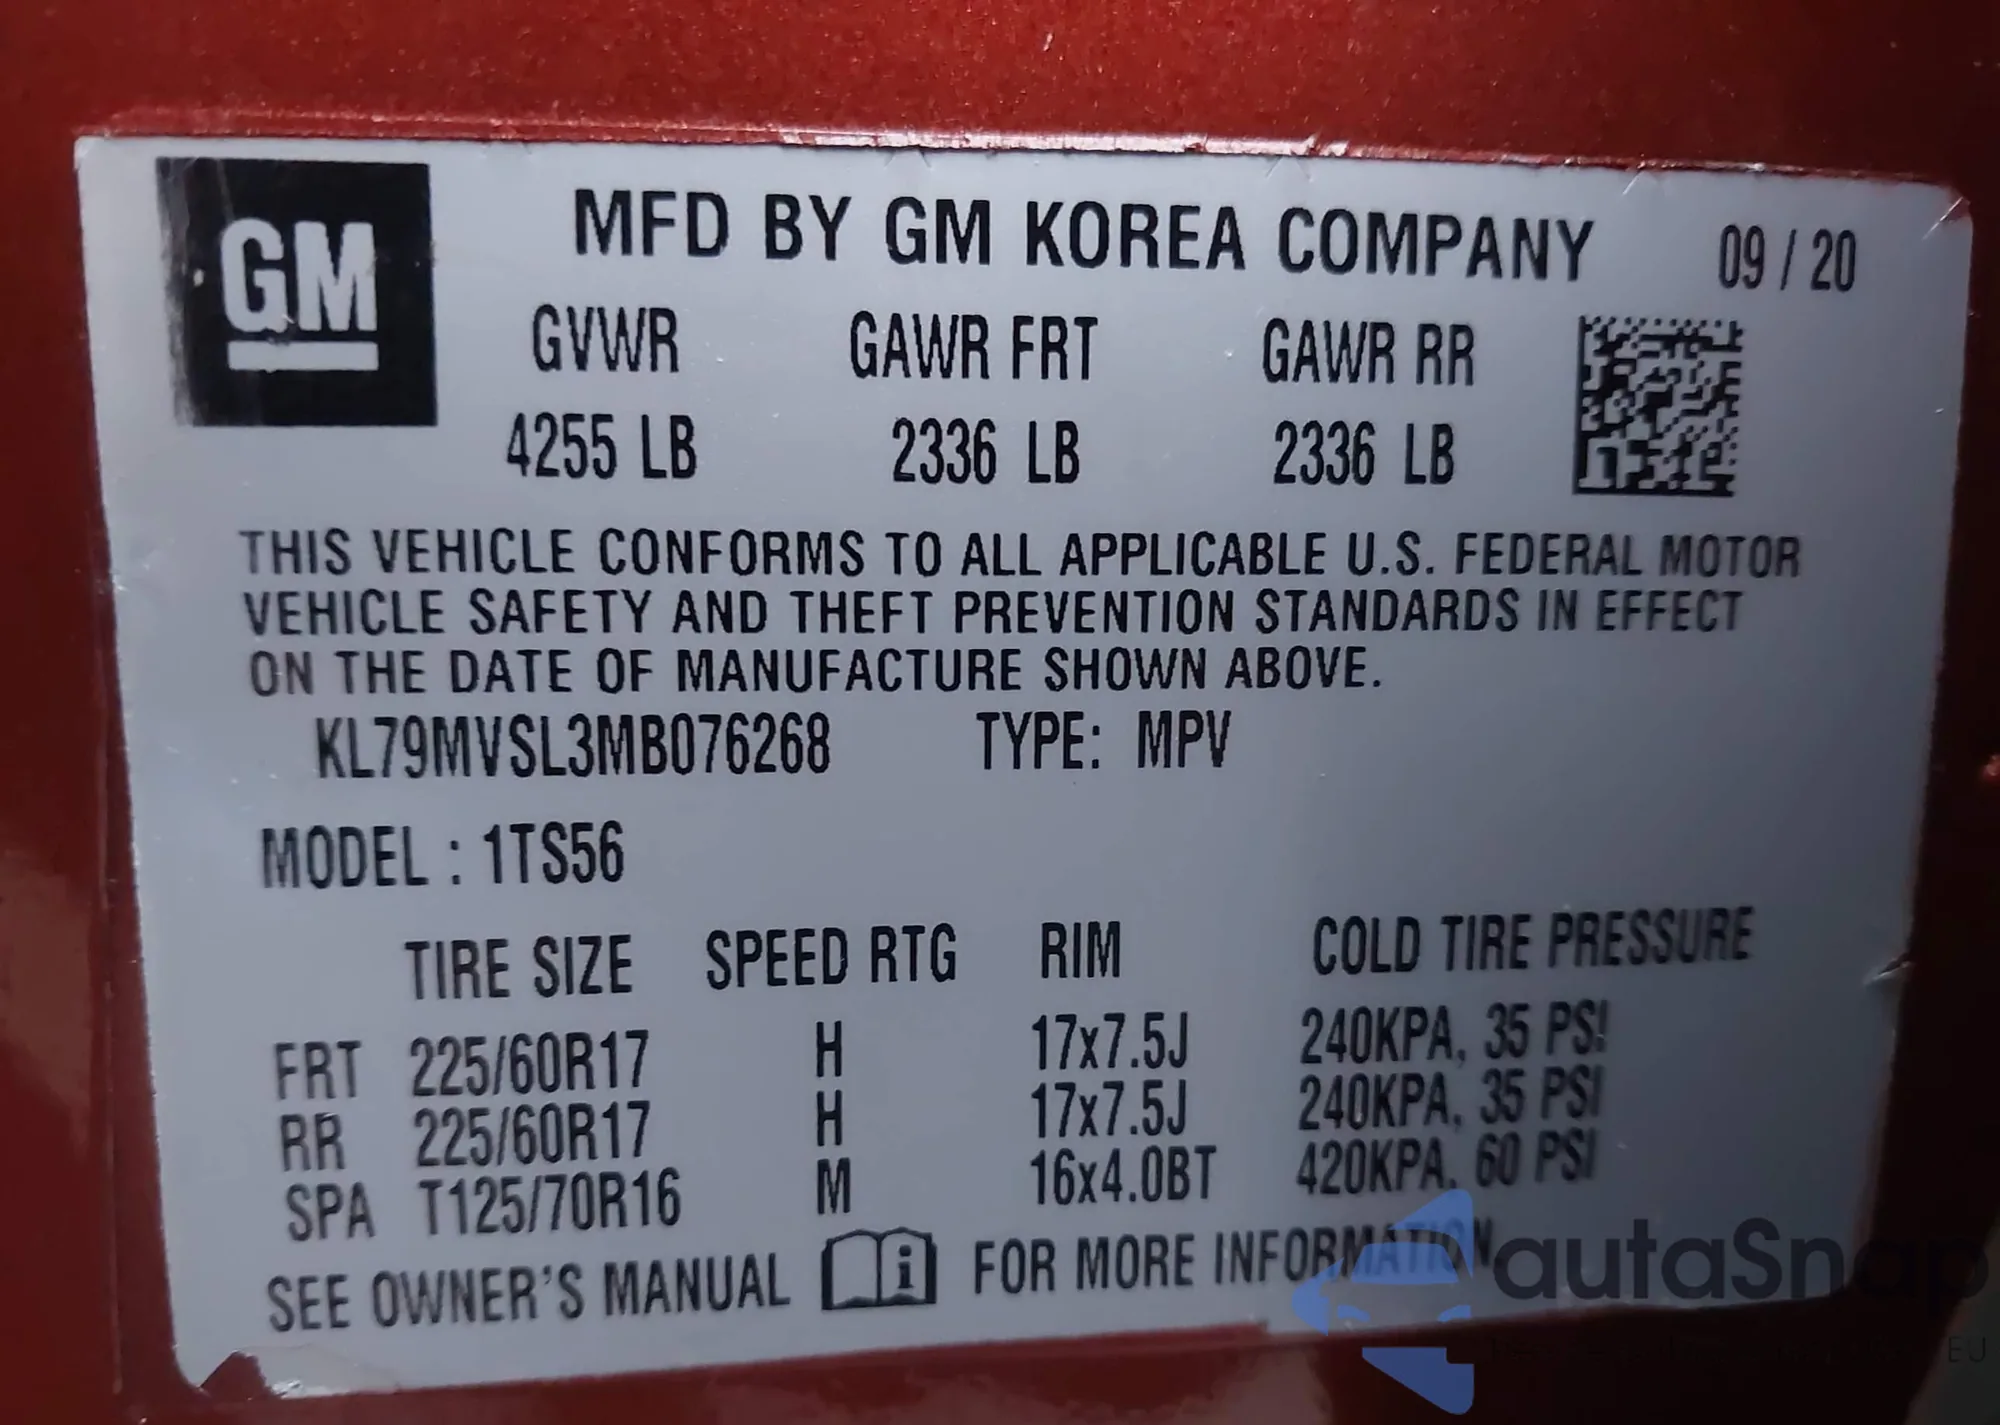 GM
MFD BY GM KOREA COMPANY 09 / 20
GVWR GAWR FRT GAWR RR
4255 LB 2336 LB 2336 LB
THIS VEHICLE CONFORMS TO ALL APPLICABLE U.S. FEDERAL MOTOR
VEHICLE SAFETY AND THEFT PREVENTION STANDARDS IN EFFECT
ON THE DATE OF MANUFACTURE SHOWN ABOVE.
KL79MVSL3MB076268 TYPE: MPV
MODEL : 1TS56
TIRE SIZE SPEED RTG RIM COLD TIRE PRESSURE
FRT 225/60R17 H 17x7.5J 240KPA, 35 PSI
RR 225/60R17 H 17x7.5J 240KPA, 35 PSI
SPA T125/70R16 M 16x4.0BT 420KPA, 60 PSI
SEE OWNER'S MANUAL i FOR MORE INFORMATION.
autaSnap
EU